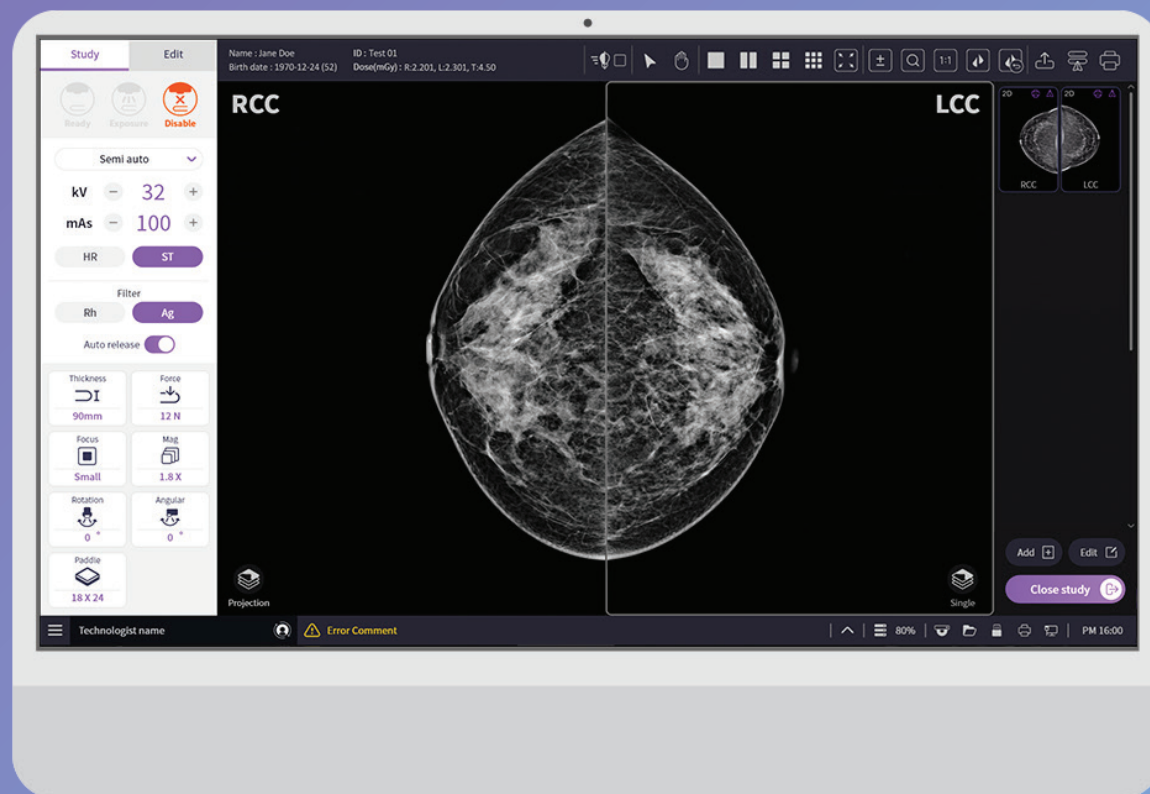 Study Edit
Name : Jane Doe ID : Test 01
Birth date : 1970-12-24 (52) Dose(mGy) : R:2.201, L:2.301, T:4.50
1:1
Ready Exposure Disable
Semi auto
kV − 32 +
mAs − 100 +
HR ST
Filter
Rh Ag
Auto release
Thickness Force
90mm 12 N
Focus Mag
Small 1.8 X
Rotation Angular
0 ° 0 °
Paddle
18 X 24
RCC LCC
Projection Single
2D 2D
RCC LCC
Add Edit
Close study
Technologist name Error Comment 80% PM 16:00